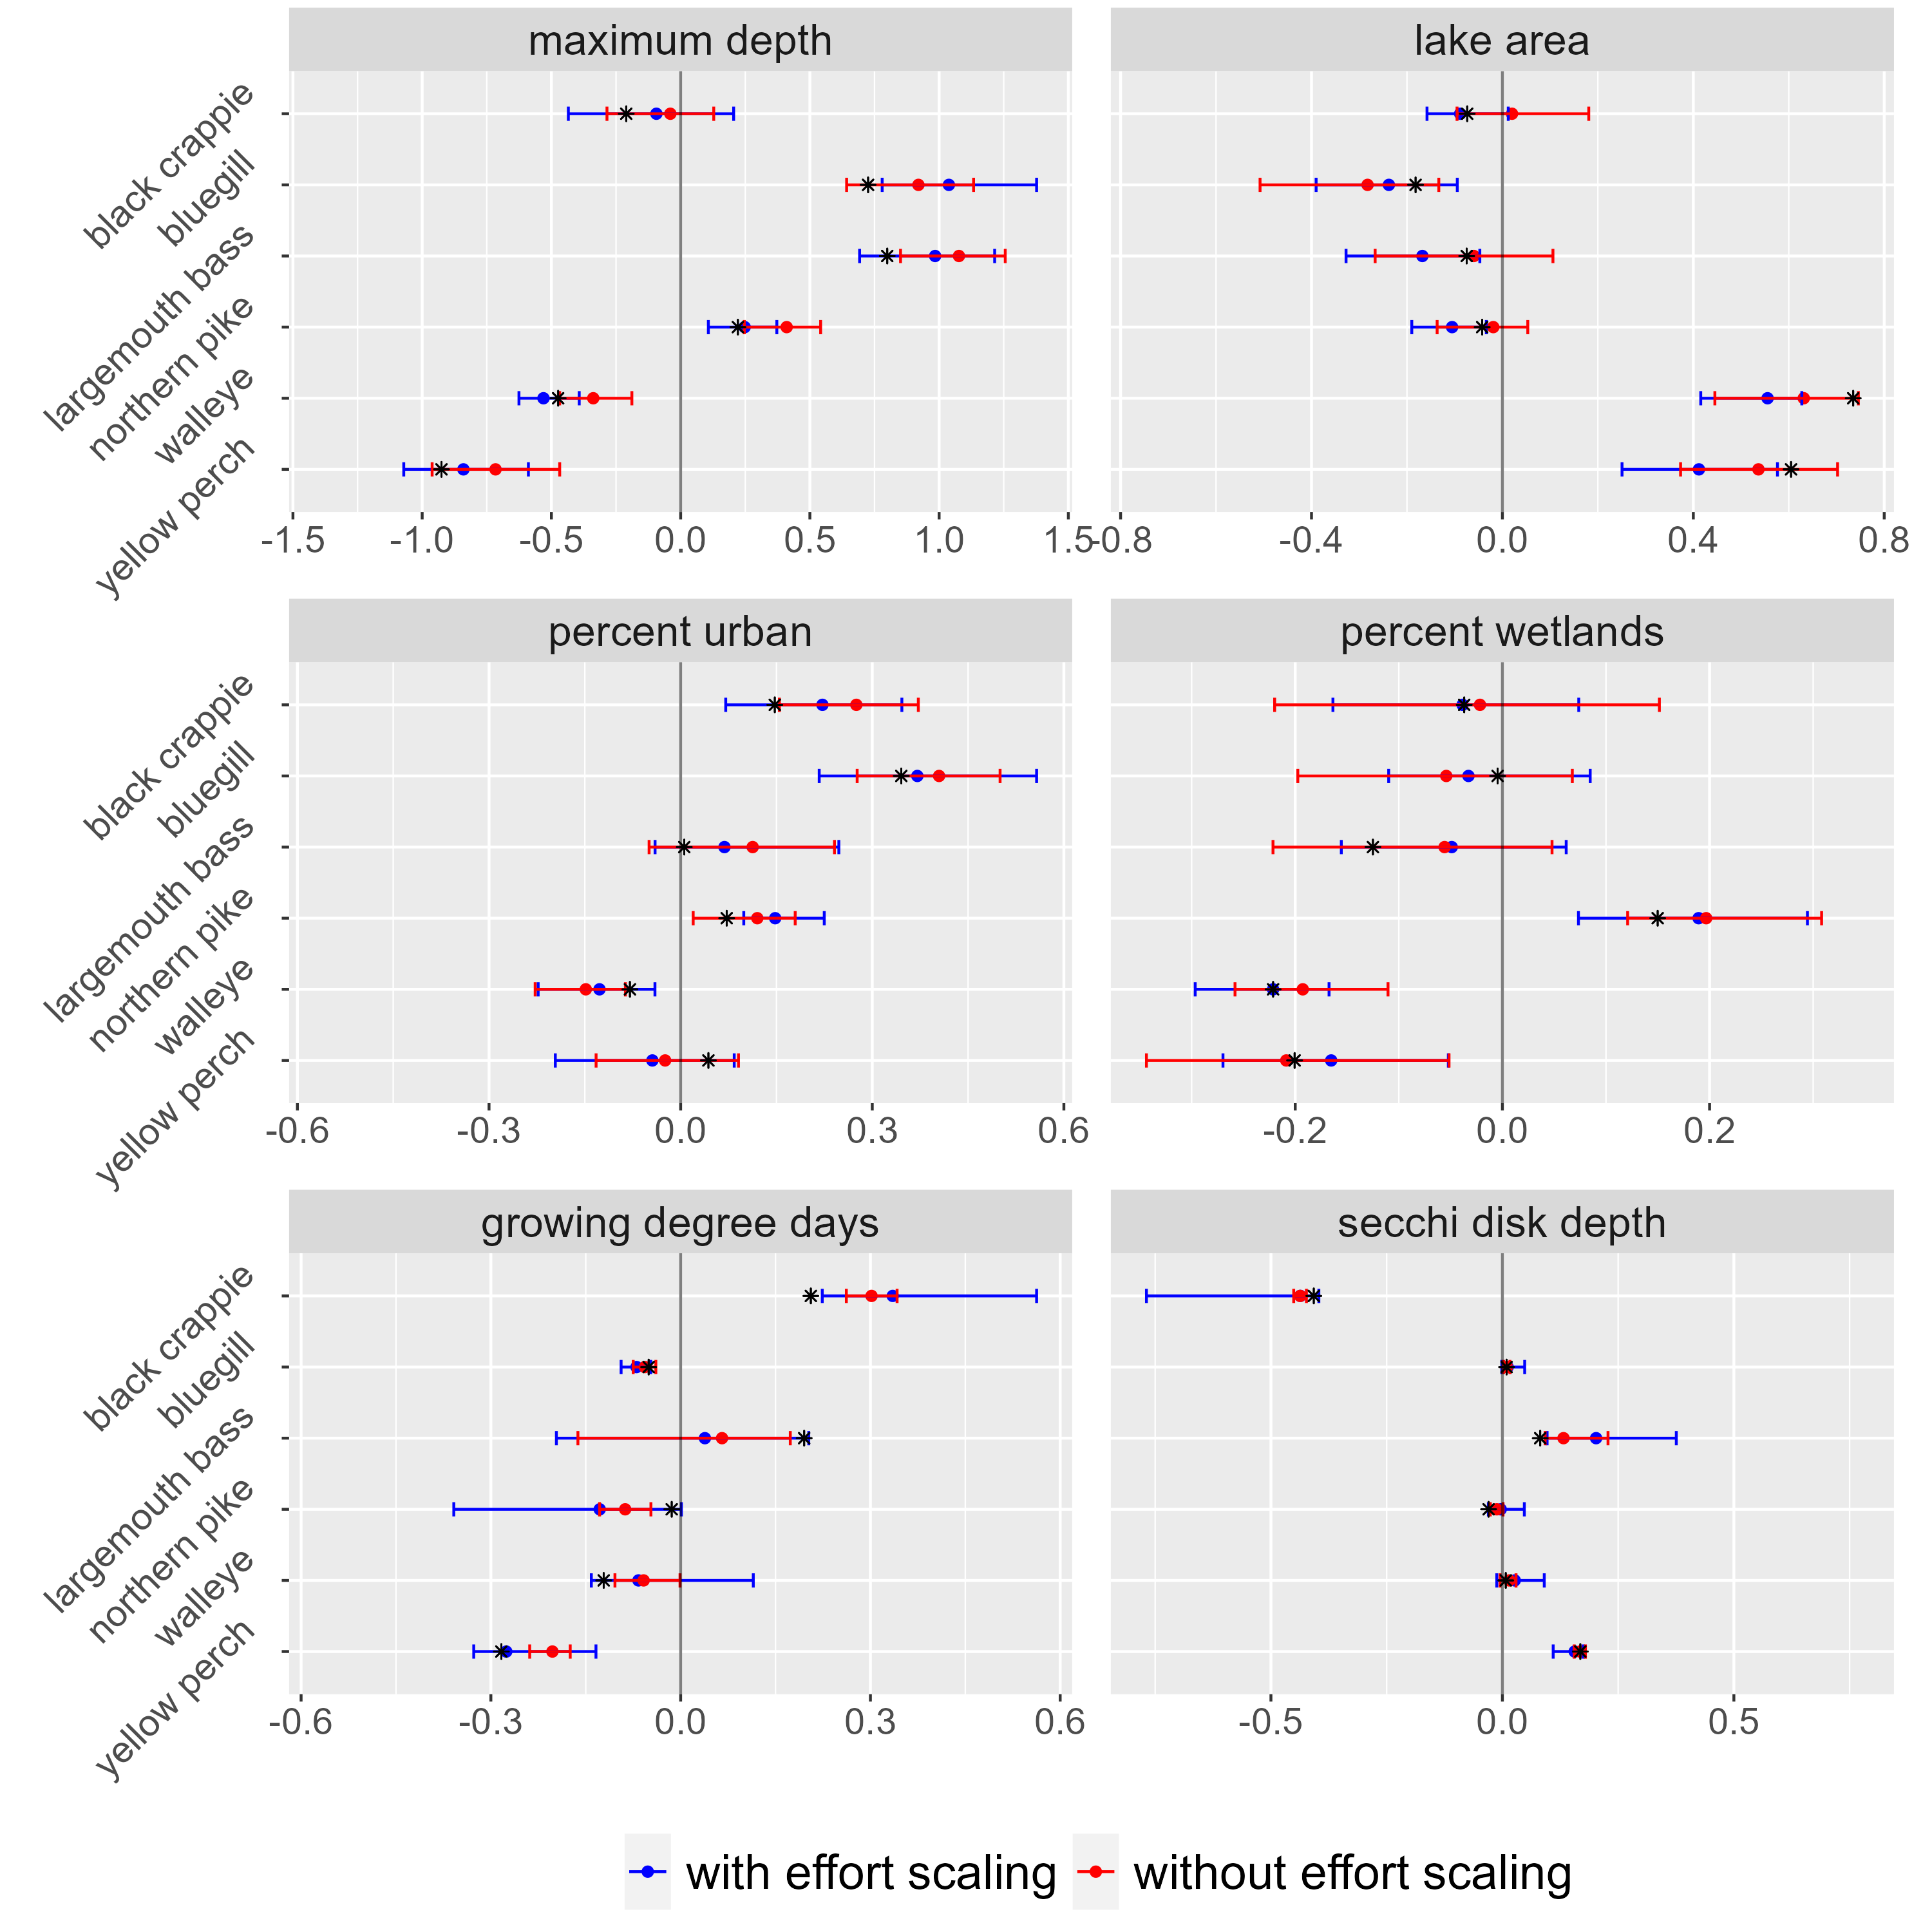 maximum depth
lake area
black crappie
bluegill
largemouth bass
northern pike
walleye
yellow perch
-1.5 -1.0 -0.5 0.0 0.5 1.0 1.5
-0.8 -0.4 0.0 0.4 0.8
percent urban
percent wetlands
black crappie
bluegill
largemouth bass
northern pike
walleye
yellow perch
-0.6 -0.3 0.0 0.3 0.6
-0.2 0.0 0.2
growing degree days
secchi disk depth
black crappie
bluegill
largemouth bass
northern pike
walleye
yellow perch
-0.6 -0.3 0.0 0.3 0.6
-0.5 0.0 0.5
with effort scaling
without effort scaling